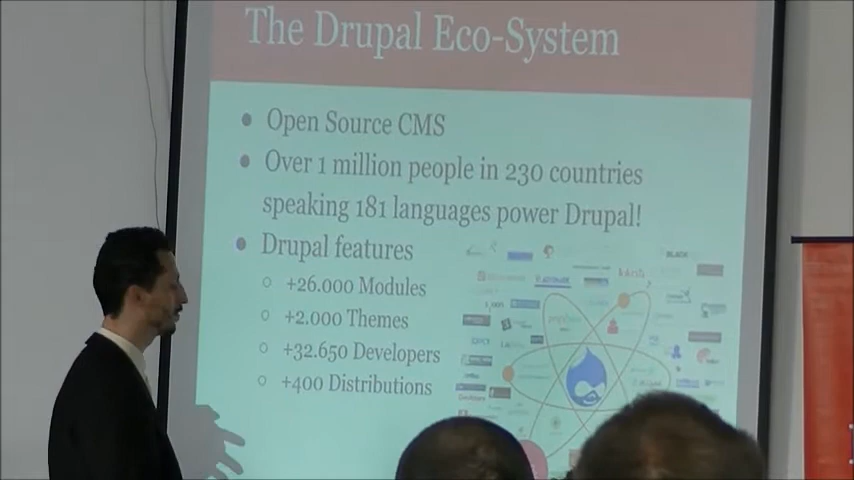 The Drupal Eco-System
Open Source CMS
Over 1 million people in 230 countries
speaking 181 languages power Drupal!
Drupal features
+26.000 Modules
+2.000 Themes
+32.650 Developers
+400 Distributions
BLACK